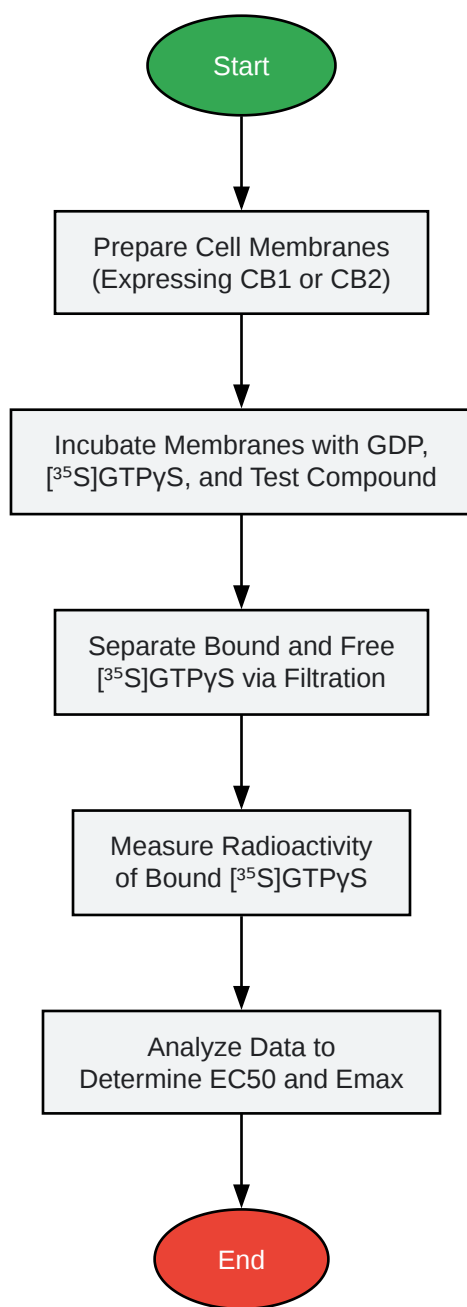 Start
Prepare Cell Membranes
(Expressing CB1 or CB2)
Incubate Membranes with GDP,
[³⁵S]GTPγS, and Test Compound
Separate Bound and Free
[³⁵S]GTPγS via Filtration
Measure Radioactivity
of Bound [³⁵S]GTPγS
Analyze Data to
Determine EC50 and Emax
End